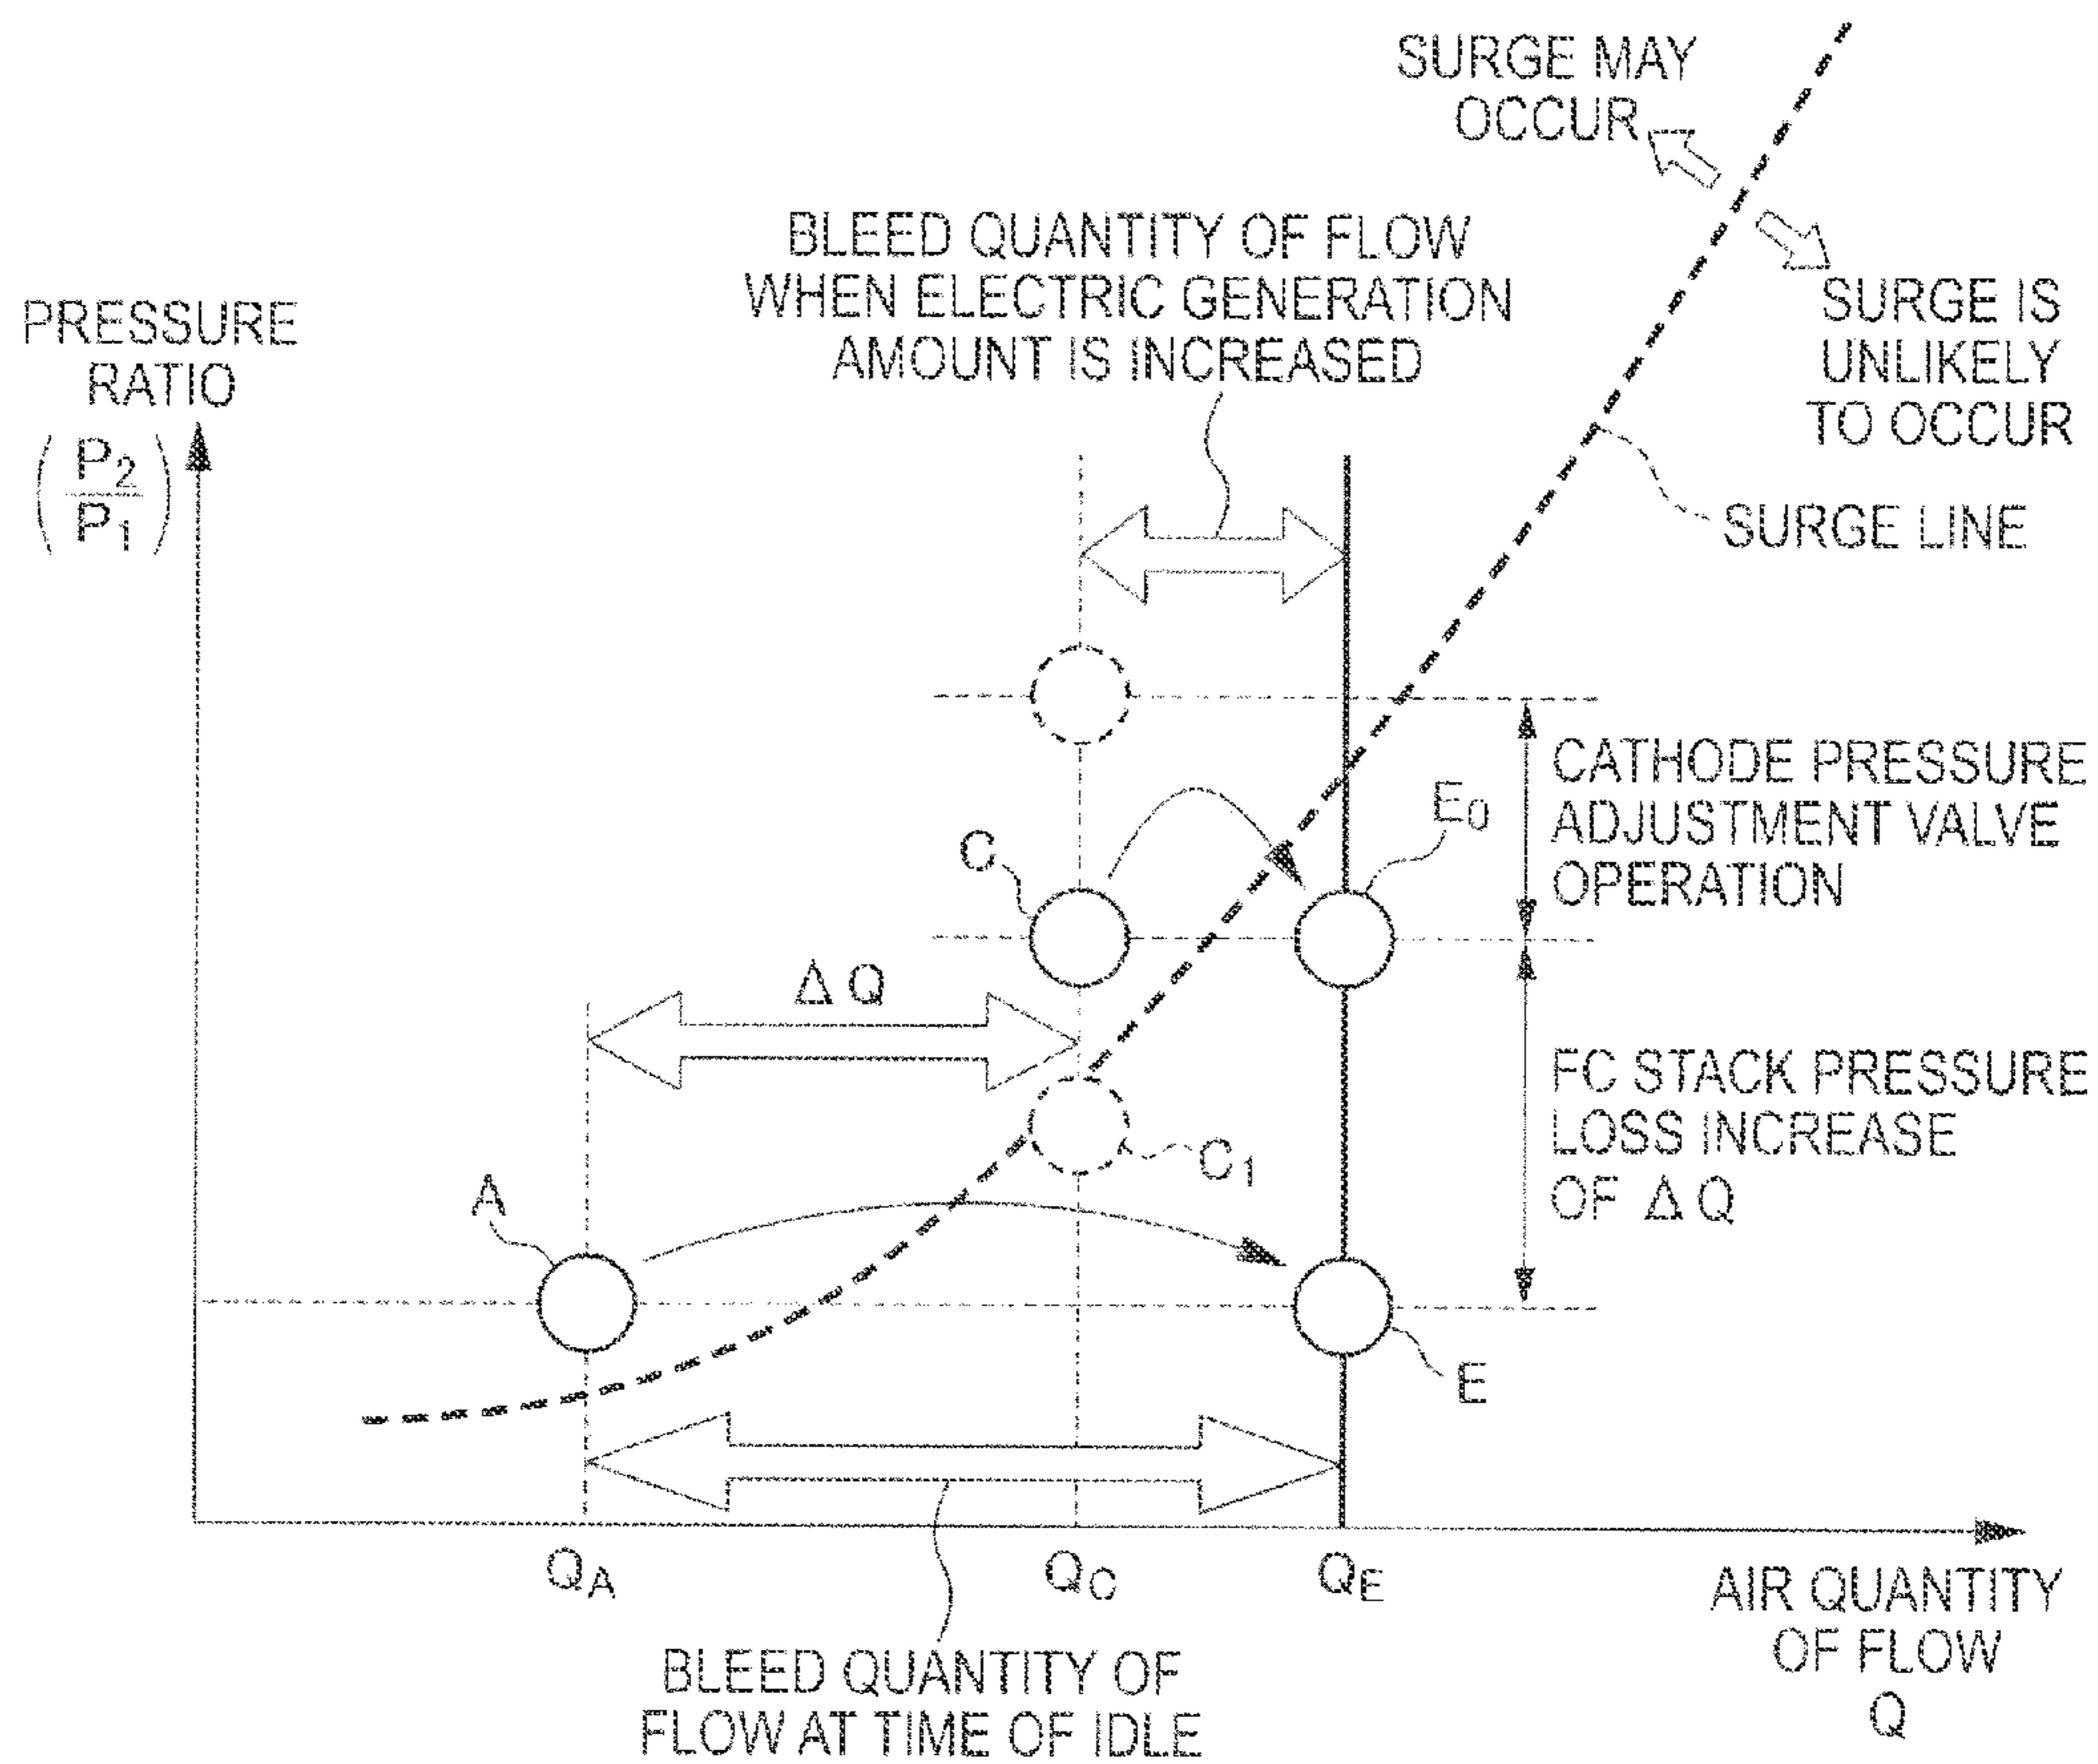 SURGE MAY
OCCUR
BLEED QUANTITY OF FLOW
WHEN ELECTRIC GENERATION
AMOUNT IS INCREASED
SURGE IS
UNLIKELY
TO OCCUR
PRESSURE
RATIO
(P2/P1)
SURGE LINE
CATHODE PRESSURE
ADJUSTMENT VALVE
OPERATION
E0
C
ΔQ
FC STACK PRESSURE
LOSS INCREASE
OF ΔQ
C1
A
E
QA
QC
QE
AIR QUANTITY
OF FLOW
Q
BLEED QUANTITY OF
FLOW AT TIME OF IDLE